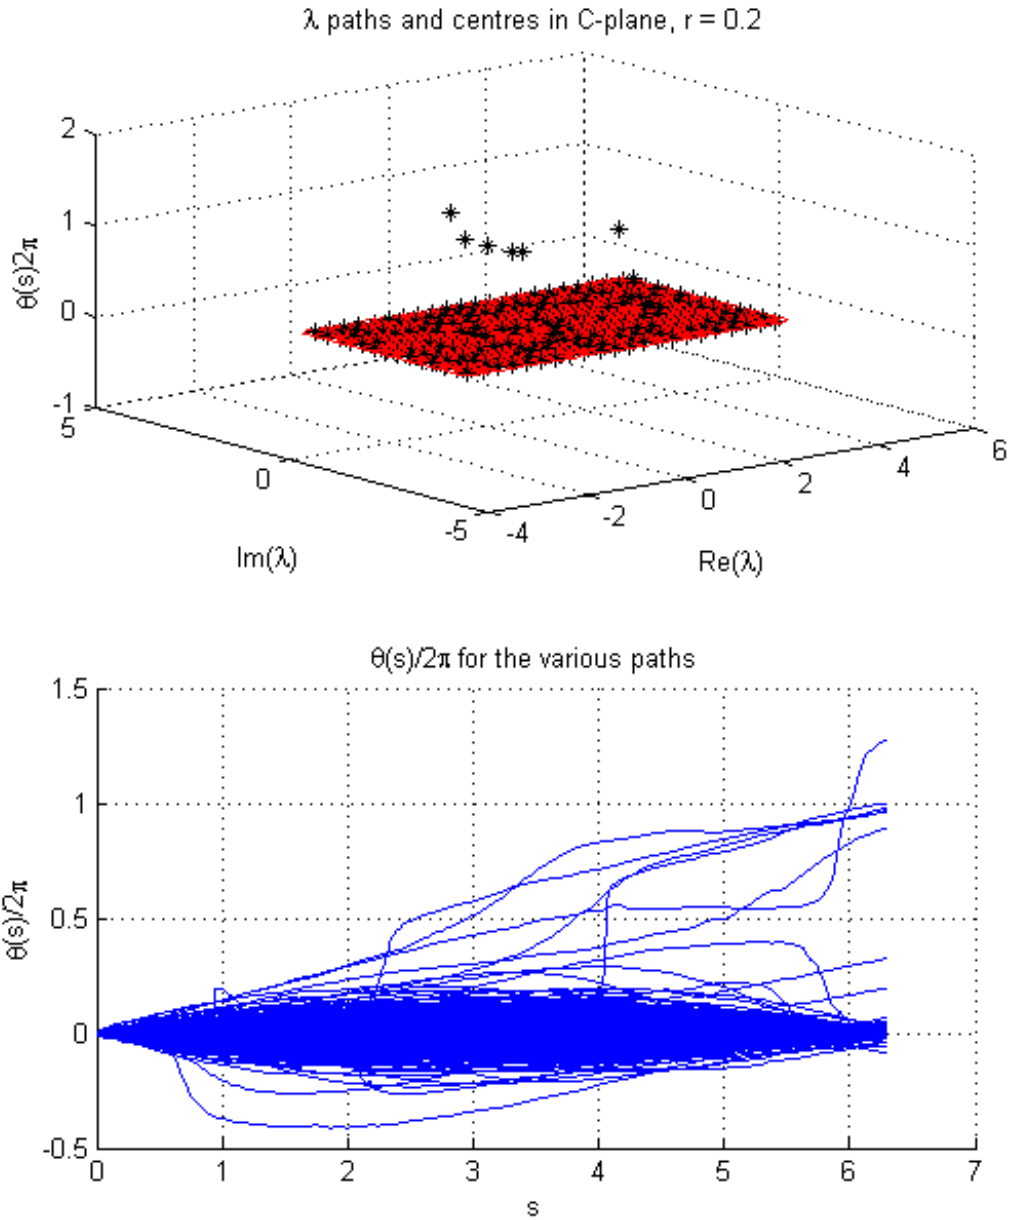 λ paths and centres in C-plane, r = 0.2
2
1
0
-1
θ(s)2π
5
0
-5
Im(λ)
-4
-2
0
2
4
6
Re(λ)
θ(s)/2π for the various paths
1.5
1
0.5
0
-0.5
θ(s)/2π
0 1 2 3 4 5 6 7
s